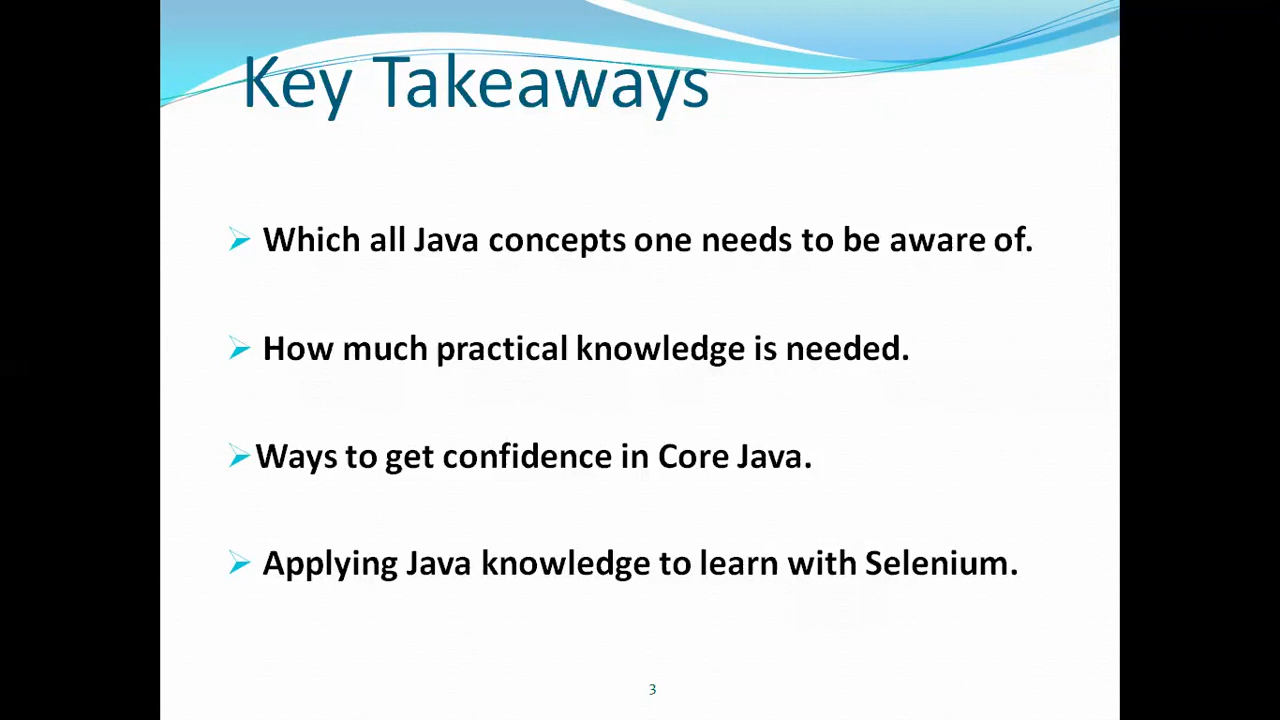 Key Takeaways
Which all Java concepts one needs to be aware of.
How much practical knowledge is needed.
Ways to get confidence in Core Java.
Applying Java knowledge to learn with Selenium.
3